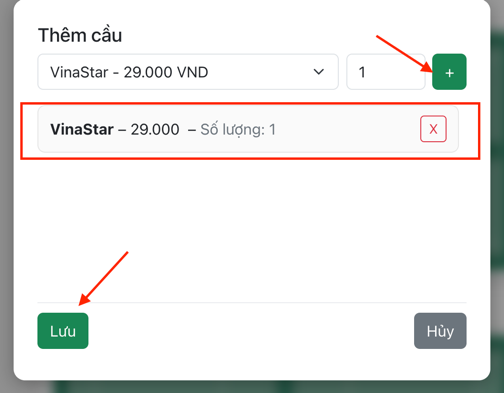 Thêm cầu
VinaStar - 29.000 VND
1
+
VinaStar – 29.000 – Số lượng: 1
X
Lưu
Hủy